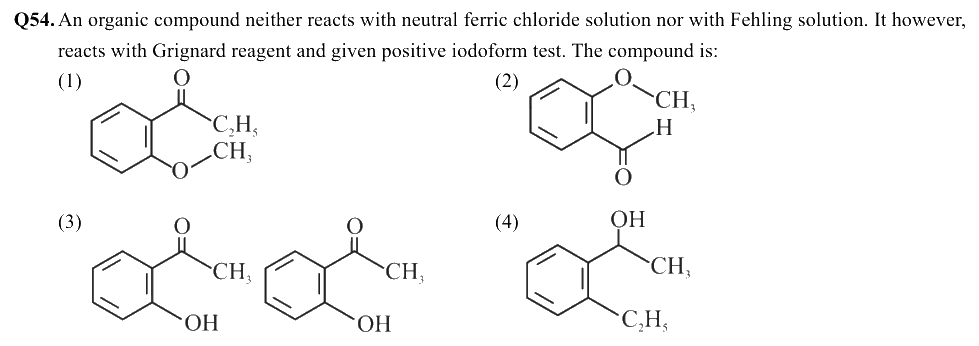 Q54. An organic compound neither reacts with neutral ferric chloride solution nor with Fehling solution. It however,
reacts with Grignard reagent and given positive iodoform test. The compound is:
(1)
O
C₂H₅
CH₃
O
(2)
O
CH₃
H
O
(3)
O
CH₃
OH
O
CH₃
OH
(4)
OH
CH₃
C₂H₅